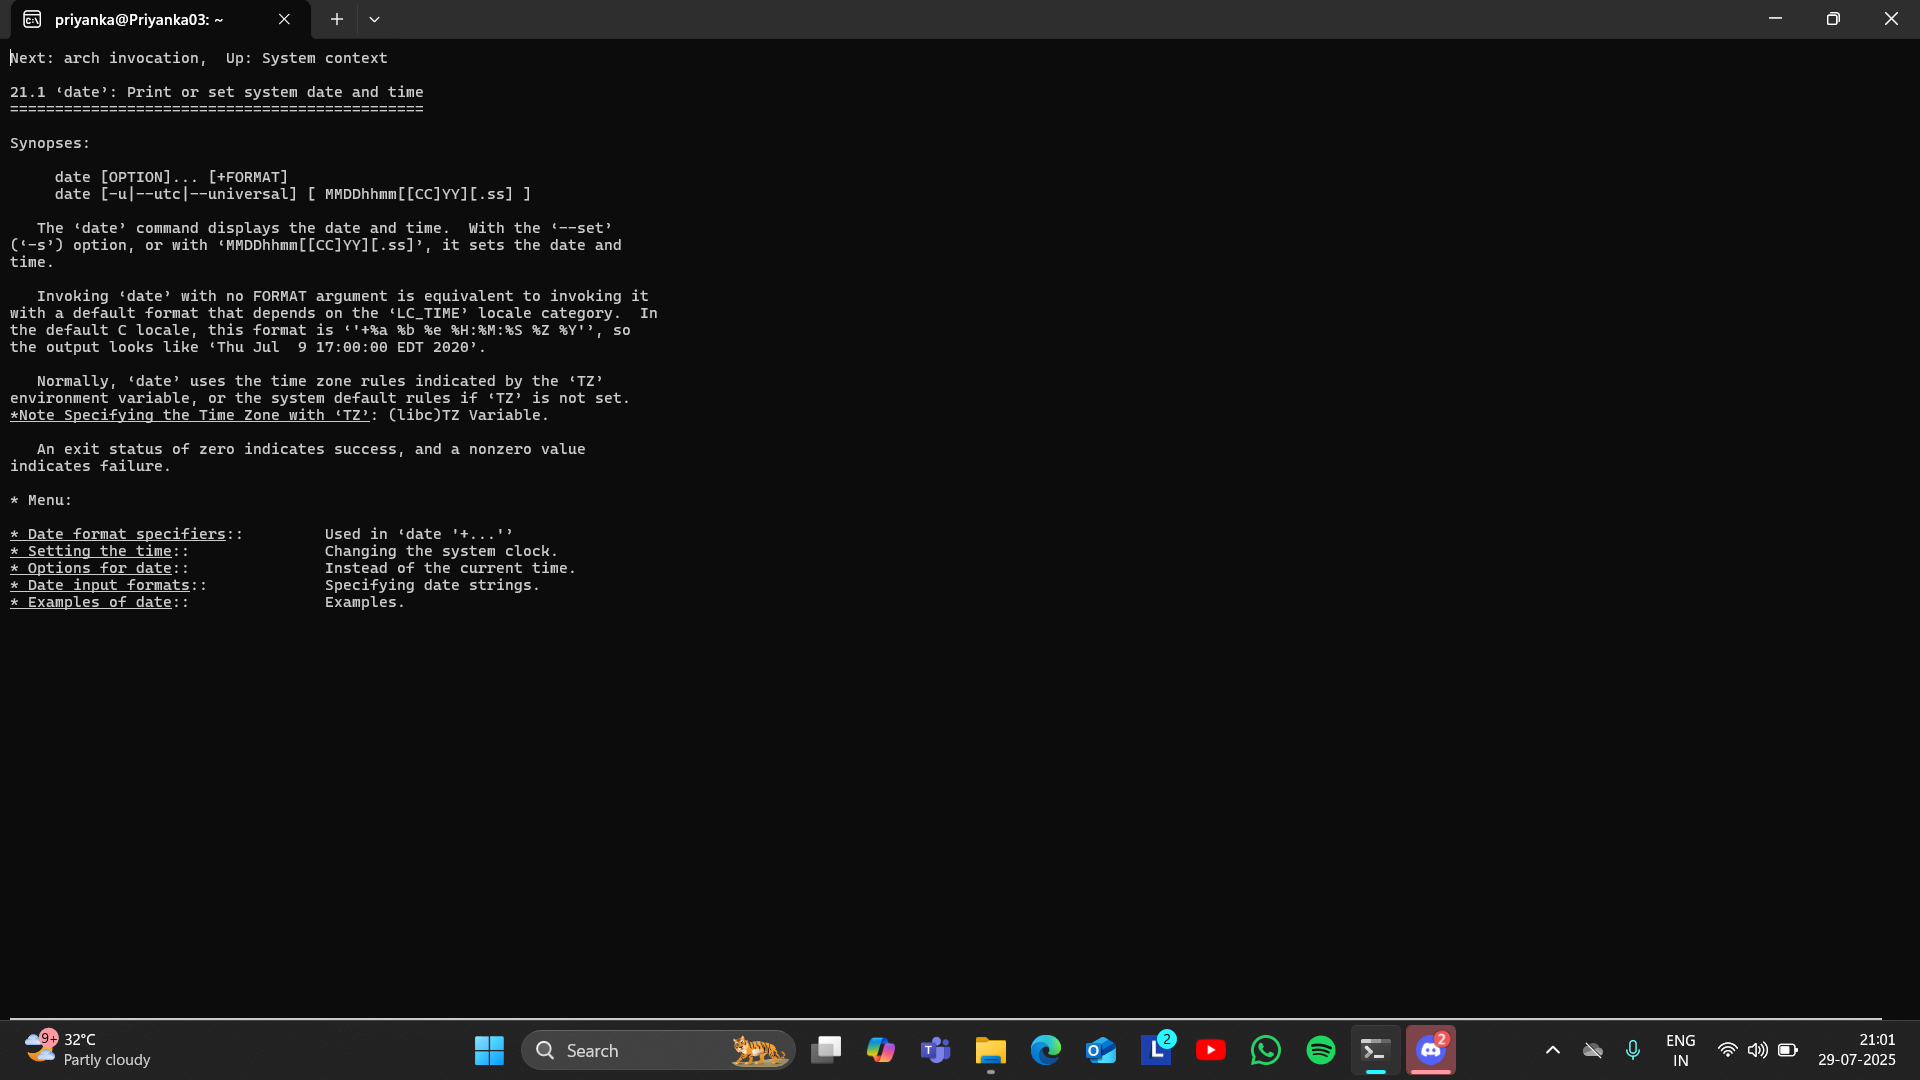 priyanka@Priyanka03: ~
Next: arch invocation,  Up: System context
21.1 ‘date’: Print or set system date and time
==============================================
Synopses:
date [OPTION]... [+FORMAT]
date [-u|--utc|--universal] [ MMDDhhmm[[CC]YY][.ss] ]
The ‘date’ command displays the date and time.  With the ‘--set’
(‘-s’) option, or with ‘MMDDhhmm[[CC]YY][.ss]’, it sets the date and
time.
Invoking ‘date’ with no FORMAT argument is equivalent to invoking it
with a default format that depends on the ‘LC_TIME’ locale category.  In
the default C locale, this format is ‘'+%a %b %e %H:%M:%S %Z %Y'’, so
the output looks like ‘Thu Jul  9 17:00:00 EDT 2020’.
Normally, ‘date’ uses the time zone rules indicated by the ‘TZ’
environment variable, or the system default rules if ‘TZ’ is not set.
*Note Specifying the Time Zone with ‘TZ’: (libc)TZ Variable.
An exit status of zero indicates success, and a nonzero value
indicates failure.
* Menu:
* Date format specifiers::         Used in ‘date '+...'’
* Setting the time::               Changing the system clock.
* Options for date::               Instead of the current time.
* Date input formats::             Specifying date strings.
* Examples of date::               Examples.
9+
32°C
Partly cloudy
Search
T
O
L
2
2
ENG
IN
21:01
29-07-2025